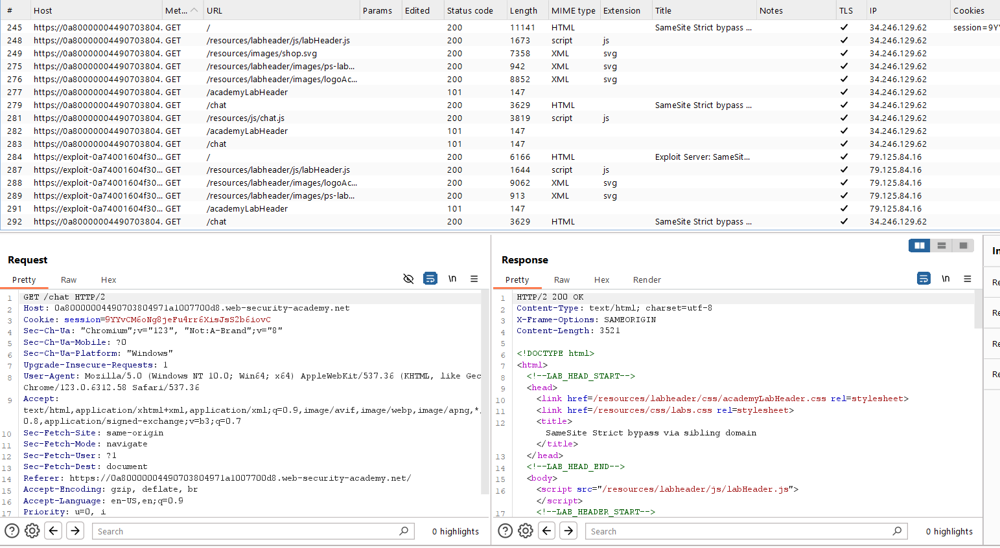 # Host Met... URL Params Edited Status code Length MIME type Extension Title Notes TLS IP Cookies
245 https://0a80000004490703804. GET / 200 11141 HTML SameSite Strict bypass ... ✓ 34.246.129.62 session=9Y
248 https://0a80000004490703804. GET /resources/labheader/js/labHeader.js 200 1673 script js ✓ 34.246.129.62
249 https://0a80000004490703804. GET /resources/images/shop.svg 200 7358 XML svg ✓ 34.246.129.62
275 https://0a80000004490703804. GET /resources/labheader/images/ps-lab... 200 942 XML svg ✓ 34.246.129.62
276 https://0a80000004490703804. GET /resources/labheader/images/logoAc... 200 8852 XML svg ✓ 34.246.129.62
277 https://0a80000004490703804. GET /academyLabHeader 101 147 ✓ 34.246.129.62
279 https://0a80000004490703804. GET /chat 200 3629 HTML SameSite Strict bypass ... ✓ 34.246.129.62
281 https://0a80000004490703804. GET /resources/js/chat.js 200 3819 script js ✓ 34.246.129.62
282 https://0a80000004490703804. GET /academyLabHeader 101 147 ✓ 34.246.129.62
283 https://0a80000004490703804. GET /chat 101 147 ✓ 34.246.129.62
284 https://exploit-0a74001604f30... GET / 200 6166 HTML Exploit Server: SameSit... ✓ 79.125.84.16
287 https://exploit-0a74001604f30... GET /resources/labheader/js/labHeader.js 200 1644 script js ✓ 79.125.84.16
288 https://exploit-0a74001604f30... GET /resources/labheader/images/logoAc... 200 9062 XML svg ✓ 79.125.84.16
289 https://exploit-0a74001604f30... GET /resources/labheader/images/ps-lab... 200 913 XML svg ✓ 79.125.84.16
291 https://exploit-0a74001604f30... GET /academyLabHeader 101 147 ✓ 79.125.84.16
292 https://0a80000004490703804. GET /chat 200 3629 HTML SameSite Strict bypass ... ✓ 34.246.129.62
Request
Pretty Raw Hex \n
1 GET /chat HTTP/2
2 Host: 0a80000004490703804971a1007700d8.web-security-academy.net
3 Cookie: session=9YYvCM6oNg8jeFu4rr6XisJsS2b6iovC
4 Sec-Ch-Ua: "Chromium";v="123", "Not:A-Brand";v="8"
5 Sec-Ch-Ua-Mobile: ?0
6 Sec-Ch-Ua-Platform: "Windows"
7 Upgrade-Insecure-Requests: 1
8 User-Agent: Mozilla/5.0 (Windows NT 10.0; Win64; x64) AppleWebKit/537.36 (KHTML, like Gec
Chrome/123.0.6312.58 Safari/537.36
9 Accept:
text/html,application/xhtml+xml,application/xml;q=0.9,image/avif,image/webp,image/apng,*/
0.8,application/signed-exchange;v=b3;q=0.7
10 Sec-Fetch-Site: same-origin
11 Sec-Fetch-Mode: navigate
12 Sec-Fetch-User: ?1
13 Sec-Fetch-Dest: document
14 Referer: https://0a80000004490703804971a1007700d8.web-security-academy.net/
15 Accept-Encoding: gzip, deflate, br
16 Accept-Language: en-US,en;q=0.9
17 Priority: u=0, i
Search 0 highlights
Response
Pretty Raw Hex Render \n
1 HTTP/2 200 OK
2 Content-Type: text/html; charset=utf-8
3 X-Frame-Options: SAMEORIGIN
4 Content-Length: 3521
5
6 <!DOCTYPE html>
7 <html>
8 <!--LAB_HEAD_START-->
9 <head>
10 <link href=/resources/labheader/css/academyLabHeader.css rel=stylesheet>
11 <link href=/resources/css/labs.css rel=stylesheet>
12 <title>
SameSite Strict bypass via sibling domain
</title>
13 </head>
14 <!--LAB_HEAD_END-->
15 <body>
16 <script src="/resources/labheader/js/labHeader.js">
</script>
17 <!--LAB_HEADER_START-->
Search 0 highlights
In
Re
Re
Re
Re